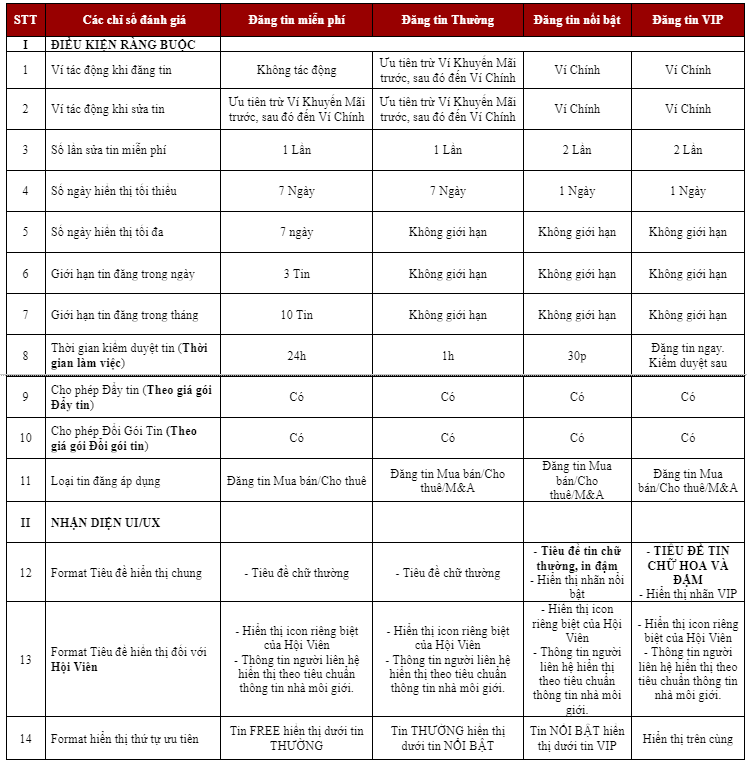 STT Các chỉ số đánh giá Đăng tin miễn phí Đăng tin Thường Đăng tin nổi bật Đăng tin VIP
I ĐIỀU KIỆN RÀNG BUỘC
1 Ví tác động khi đăng tin Không tác động Ưu tiên trừ Ví Khuyến Mãi trước, sau đó đến Ví Chính Ví Chính Ví Chính
2 Ví tác động khi sửa tin Ưu tiên trừ Ví Khuyến Mãi trước, sau đó đến Ví Chính Ưu tiên trừ Ví Khuyến Mãi trước, sau đó đến Ví Chính Ví Chính Ví Chính
3 Số lần sửa tin miễn phí 1 Lần 1 Lần 2 Lần 2 Lần
4 Số ngày hiển thị tối thiểu 7 Ngày 7 Ngày 1 Ngày 1 Ngày
5 Số ngày hiển thị tối đa 7 ngày Không giới hạn Không giới hạn Không giới hạn
6 Giới hạn tin đăng trong ngày 3 Tin Không giới hạn Không giới hạn Không giới hạn
7 Giới hạn tin đăng trong tháng 10 Tin Không giới hạn Không giới hạn Không giới hạn
8 Thời gian kiểm duyệt tin (Thời gian làm việc) 24h 1h 30p Đăng tin ngay. Kiểm duyệt sau
9 Cho phép Đẩy tin (Theo giá gói Đẩy tin) Có Có Có Có
10 Cho phép Đổi Gói Tin (Theo giá gói Đổi gói tin) Có Có Có Có
11 Loại tin đăng áp dụng Đăng tin Mua bán/Cho thuê Đăng tin Mua bán/Cho thuê/M&A Đăng tin Mua bán/Cho thuê/M&A Đăng tin Mua bán/Cho thuê/M&A
II NHẬN DIỆN UI/UX
12 Format Tiêu đề hiển thị chung - Tiêu đề chữ thường - Tiêu đề chữ thường - Tiêu đề tin chữ thường, in đậm - Hiển thị nhãn nổi bật - TIÊU ĐỀ TIN CHỮ HOA VÀ ĐẬM - Hiển thị nhãn VIP
13 Format Tiêu đề hiển thị đối với Hội Viên - Hiển thị icon riêng biệt của Hội Viên - Thông tin người liên hệ hiển thị theo tiêu chuẩn thông tin nhà môi giới. - Hiển thị icon riêng biệt của Hội Viên - Thông tin người liên hệ hiển thị theo tiêu chuẩn thông tin nhà môi giới. - Hiển thị icon riêng biệt của Hội Viên - Thông tin người liên hệ hiển thị theo tiêu chuẩn thông tin nhà môi giới. - Hiển thị icon riêng biệt của Hội Viên - Thông tin người liên hệ hiển thị theo tiêu chuẩn thông tin nhà môi giới.
14 Format hiển thị thứ tự ưu tiên Tin FREE hiển thị dưới tin THƯỜNG Tin THƯỜNG hiển thị dưới tin NỔI BẬT Tin NỔI BẬT hiển thị dưới tin VIP Hiển thị trên cùng